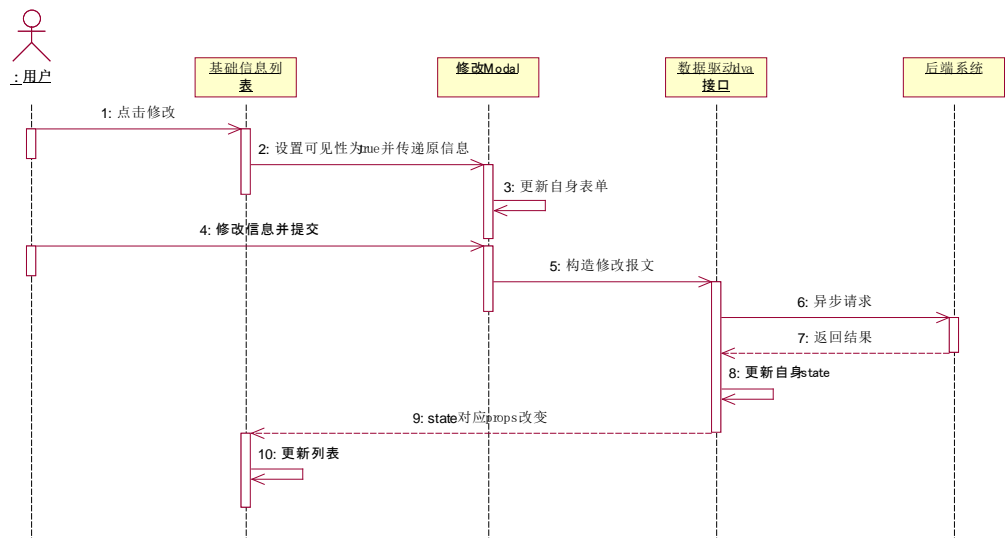 : 用户
基础信息列
表
修改Modal
数据驱动dva
接口
后端系统
1: 点击修改
2: 设置可见性为true并传递原信息
3: 更新自身表单
4: 修改信息并提交
5: 构造修改报文
6: 异步请求
7: 返回结果
8: 更新自身state
9: state对应props改变
10: 更新列表